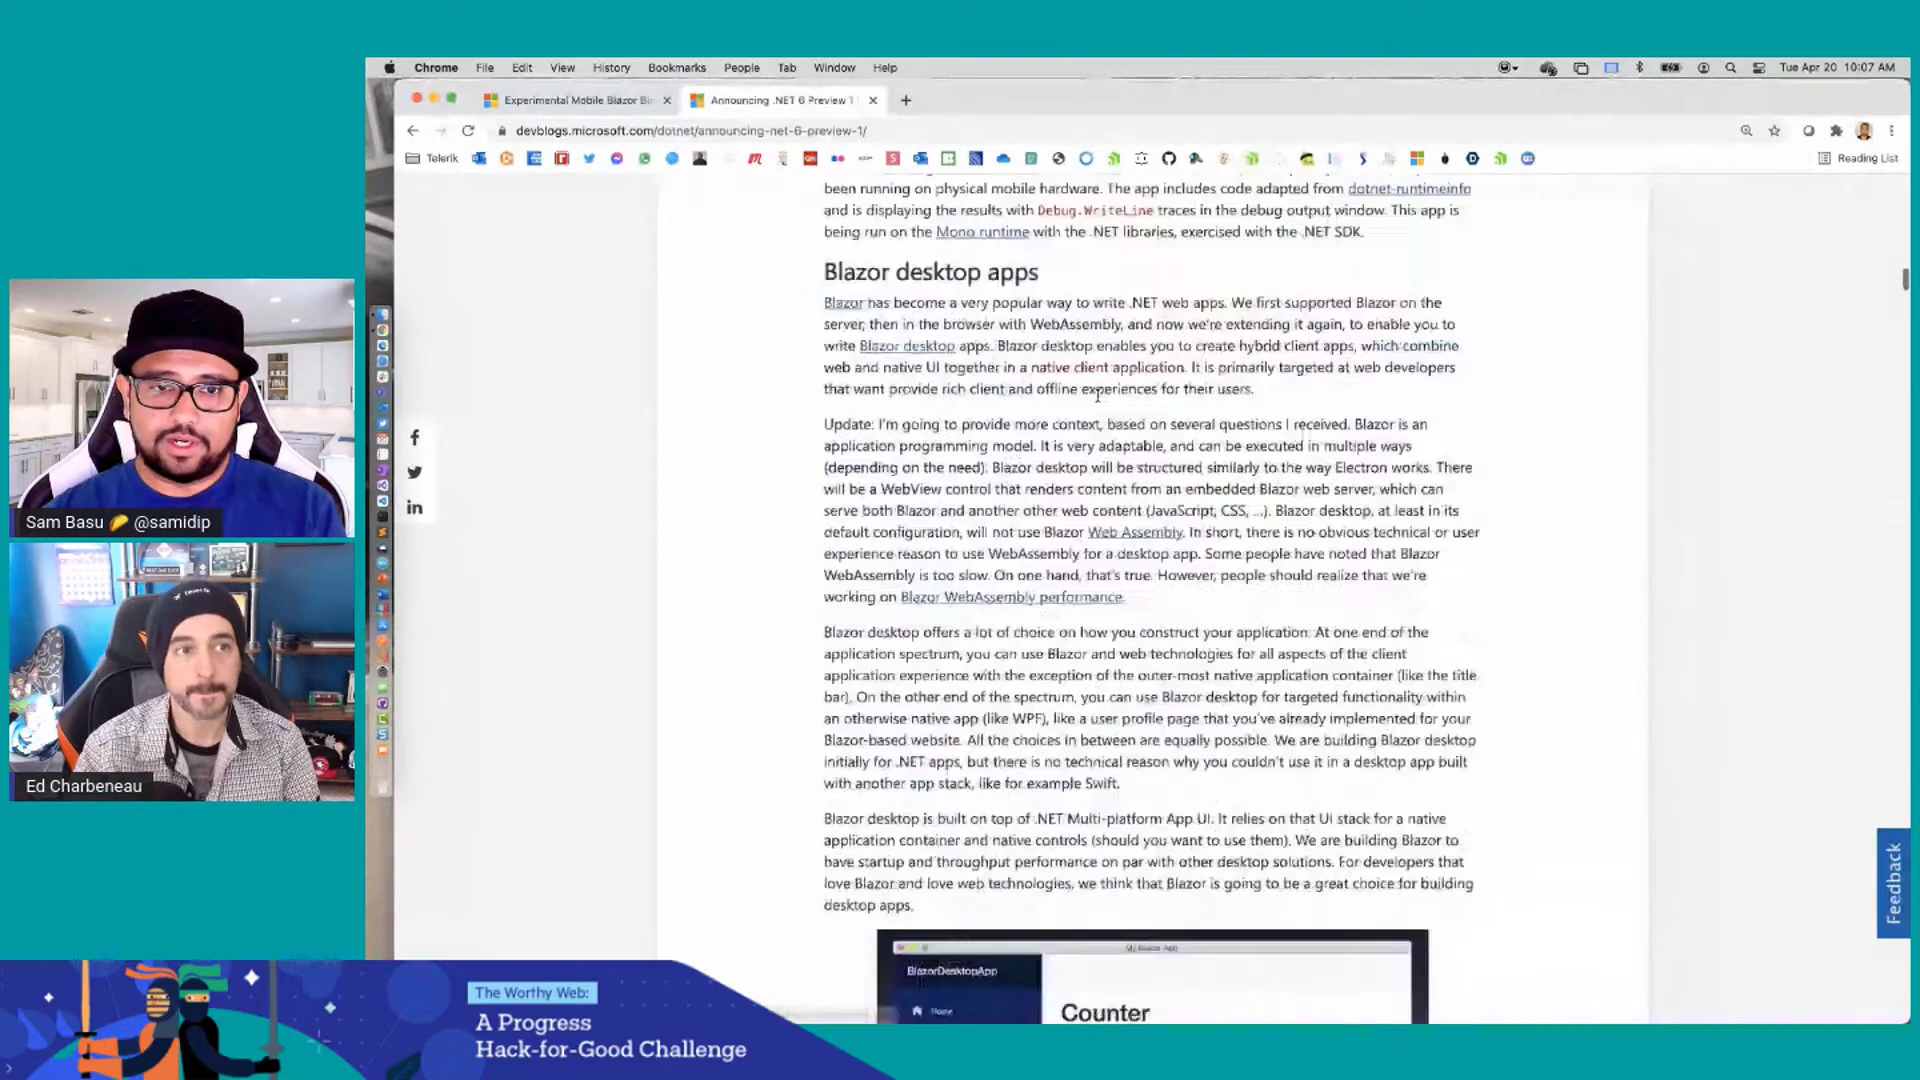 Chrome File Edit View History Bookmarks People Tab Window Help
Tue Apr 20 10:07 AM
Experimental Mobile Blazor Bin
Announcing .NET 6 Preview 1
devblogs.microsoft.com/dotnet/announcing-net-6-preview-1/
Telerik
Reading List
been running on physical mobile hardware. The app includes code adapted from dotnet-runtimeinfo
and is displaying the results with Debug.WriteLine traces in the debug output window. This app is
being run on the Mono runtime with the .NET libraries, exercised with the .NET SDK.
Blazor desktop apps
Blazor has become a very popular way to write .NET web apps. We first supported Blazor on the
server, then in the browser with WebAssembly, and now we're extending it again, to enable you to
write Blazor desktop apps. Blazor desktop enables you to create hybrid client apps, which combine
web and native UI together in a native client application. It is primarily targeted at web developers
that want provide rich client and offline experiences for their users.
Update: I'm going to provide more context, based on several questions I received. Blazor is an
application programming model. It is very adaptable, and can be executed in multiple ways
(depending on the need). Blazor desktop will be structured similarly to the way Electron works. There
will be a WebView control that renders content from an embedded Blazor web server, which can
serve both Blazor and another other web content (JavaScript, CSS, ...). Blazor desktop, at least in its
default configuration, will not use Blazor Web Assembly. In short, there is no obvious technical or user
experience reason to use WebAssembly for a desktop app. Some people have noted that Blazor
WebAssembly is too slow. On one hand, that's true. However, people should realize that we're
working on Blazor WebAssembly performance.
Blazor desktop offers a lot of choice on how you construct your application. At one end of the
application spectrum, you can use Blazor and web technologies for all aspects of the client
application experience with the exception of the outer-most native application container (like the title
bar). On the other end of the spectrum, you can use Blazor desktop for targeted functionality within
an otherwise native app (like WPF), like a user profile page that you've already implemented for your
Blazor-based website. All the choices in between are equally possible. We are building Blazor desktop
initially for .NET apps, but there is no technical reason why you couldn't use it in a desktop app built
with another app stack, like for example Swift.
Blazor desktop is built on top of .NET Multi-platform App UI. It relies on that UI stack for a native
application container and native controls (should you want to use them). We are building Blazor to
have startup and throughput performance on par with other desktop solutions. For developers that
love Blazor and love web technologies, we think that Blazor is going to be a great choice for building
desktop apps.
BlazorDesktopApp
Home
Counter
Feedback
Sam Basu 🌮 @samidip
Ed Charbeneau
The Worthy Web:
A Progress
Hack-for-Good Challenge